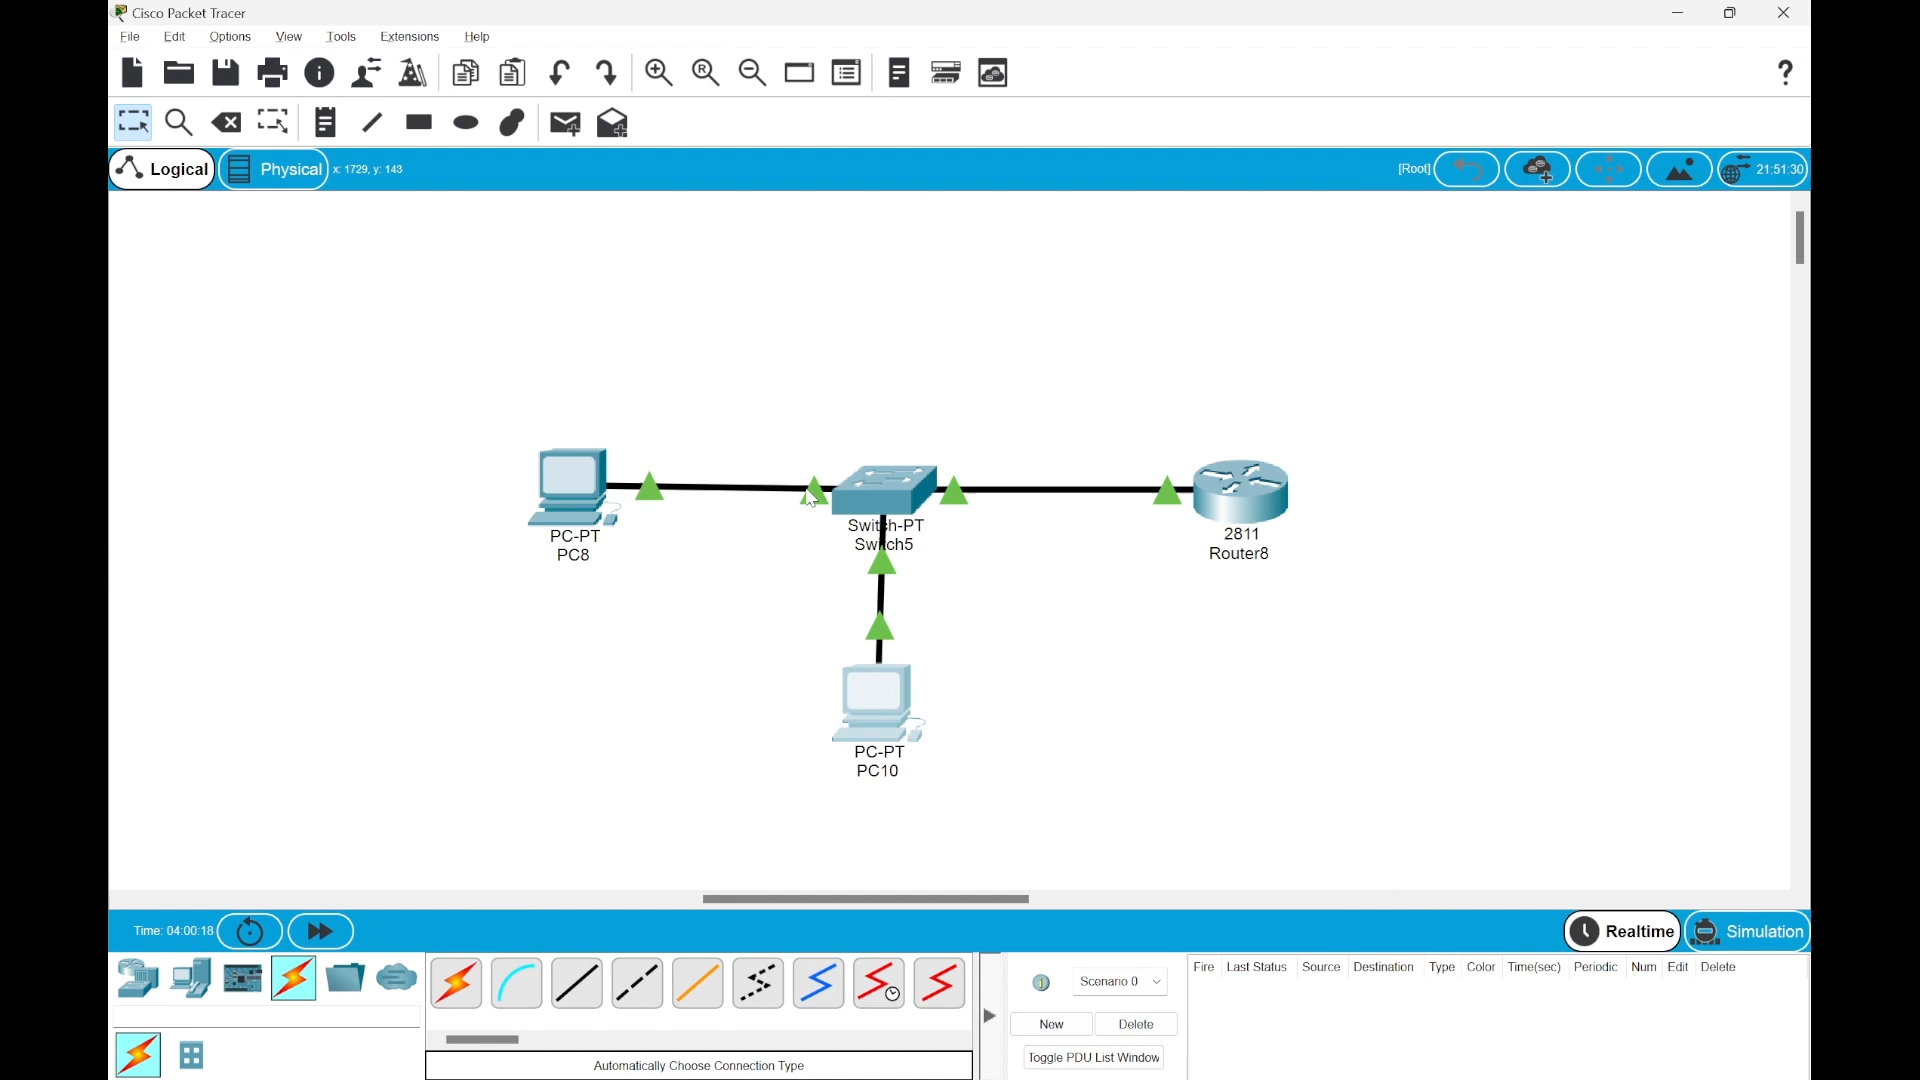 Cisco Packet Tracer
File Edit Options View Tools Extensions Help
Logical Physical x: 1729, y: 143 [Root] 21:51:30
PC-PT
PC8
Switch-PT
Switch5
2811
Router8
PC-PT
PC10
Time: 04:00:18 Realtime Simulation
Scenario 0
New Delete
Toggle PDU List Window
Fire Last Status Source Destination Type Color Time(sec) Periodic Num Edit Delete
Automatically Choose Connection Type